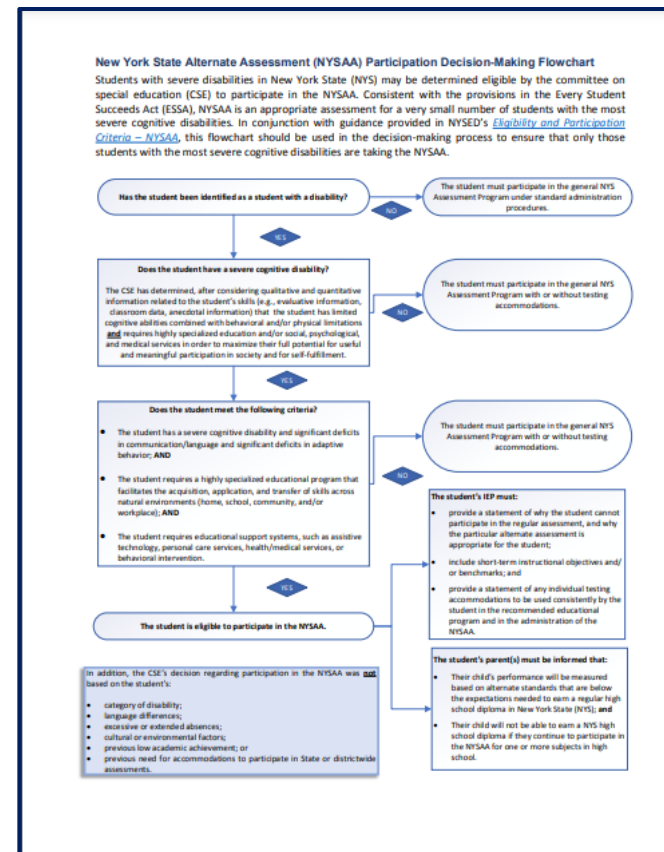 New York State Alternate Assessment (NYSAA) Participation Decision-Making Flowchart
Students with severe disabilities in New York State (NYS) may be determined eligible by the committee on
special education (CSE) to participate in the NYSAA. Consistent with the provisions in the Every Student
Succeeds Act (ESSA), NYSAA is an appropriate assessment for a very small number of students with the most
severe cognitive disabilities. In conjunction with guidance provided in NYSED's Eligibility and Participation
Criteria – NYSAA, this flowchart should be used in the decision-making process to ensure that only those
students with the most severe cognitive disabilities are taking the NYSAA.
Has the student been identified as a student with a disability?
NO
The student must participate in the general NYS
Assessment Program under standard administration
procedures.
YES
Does the student have a severe cognitive disability?
The CSE has determined, after considering qualitative and quantitative
information related to the student's skills (e.g., evaluative information,
classroom data, anecdotal information) that the student has limited
cognitive abilities combined with behavioral and/or physical limitations
and requires highly specialized education and/or social, psychological,
and medical services in order to maximize their full potential for useful
and meaningful participation in society and for self-fulfillment.
NO
The student must participate in the general NYS
Assessment Program with or without testing
accommodations.
YES
Does the student meet the following criteria?
• The student has a severe cognitive disability and significant deficits
in communication/language and significant deficits in adaptive
behavior; AND
• The student requires a highly specialized educational program that
facilitates the acquisition, application, and transfer of skills across
natural environments (home, school, community, and/or
workplace); AND
• The student requires educational support systems, such as assistive
technology, personal care services, health/medical services, or
behavioral intervention.
NO
The student must participate in the general NYS
Assessment Program with or without testing
accommodations.
YES
The student is eligible to participate in the NYSAA.
The student's IEP must:
• provide a statement of why the student cannot
participate in the regular assessment, and why
the particular alternate assessment is
appropriate for the student;
• include short-term instructional objectives and/
or benchmarks; and
• provide a statement of any individual testing
accommodations to be used consistently by the
student in the recommended educational
program and in the administration of the
NYSAA.
The student's parent(s) must be informed that:
• Their child's performance will be measured
based on alternate standards that are below
the expectations needed to earn a regular high
school diploma in New York State (NYS); and
• Their child will not be able to earn a NYS high
school diploma if they continue to participate in
the NYSAA for one or more subjects in high
school.
In addition, the CSE's decision regarding participation in the NYSAA was not
based on the student's:
• category of disability;
• language differences;
• excessive or extended absences;
• cultural or environmental factors;
• previous low academic achievement; or
• previous need for accommodations to participate in State or districtwide
assessments.